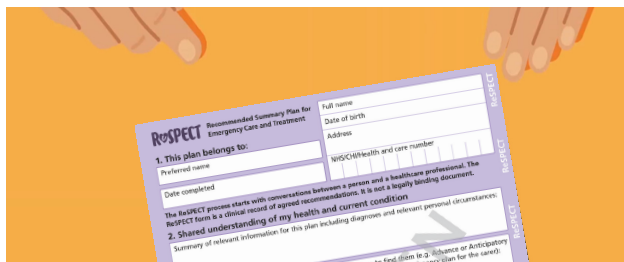 ReSPECT
Recommended Summary Plan for
Emergency Care and Treatment
Full name
Date of birth
Address
NHS/CHI/Health and care number
1. This plan belongs to:
Preferred name
Date completed
The ReSPECT process starts with conversations between a person and a healthcare professional. The
ReSPECT form is a clinical record of agreed recommendations. It is not a legally binding document.
2. Shared understanding of my health and current condition
Summary of relevant information for this plan including diagnoses and relevant personal circumstances:
to find them (e.g. Advance or Anticipatory
plan for the carer):
ReSPECT
ReSPECT
ReSPECT